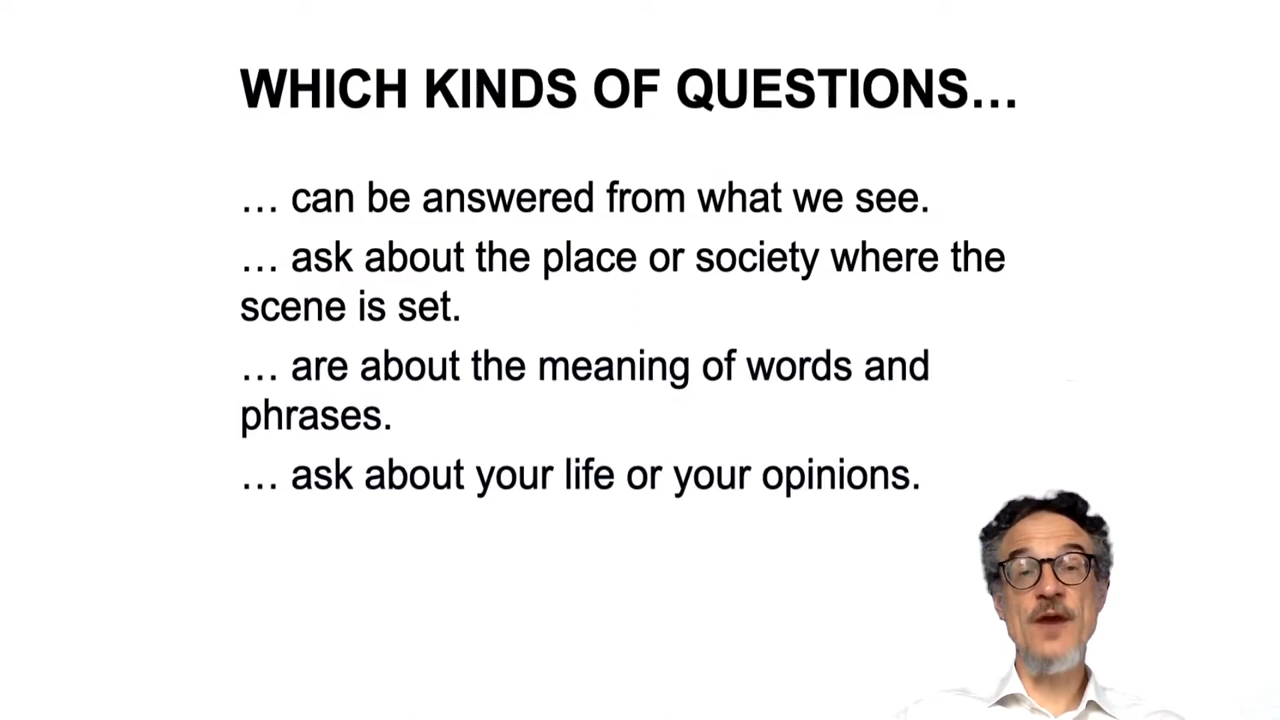 WHICH KINDS OF QUESTIONS…
… can be answered from what we see.
… ask about the place or society where the
scene is set.
… are about the meaning of words and
phrases.
… ask about your life or your opinions.